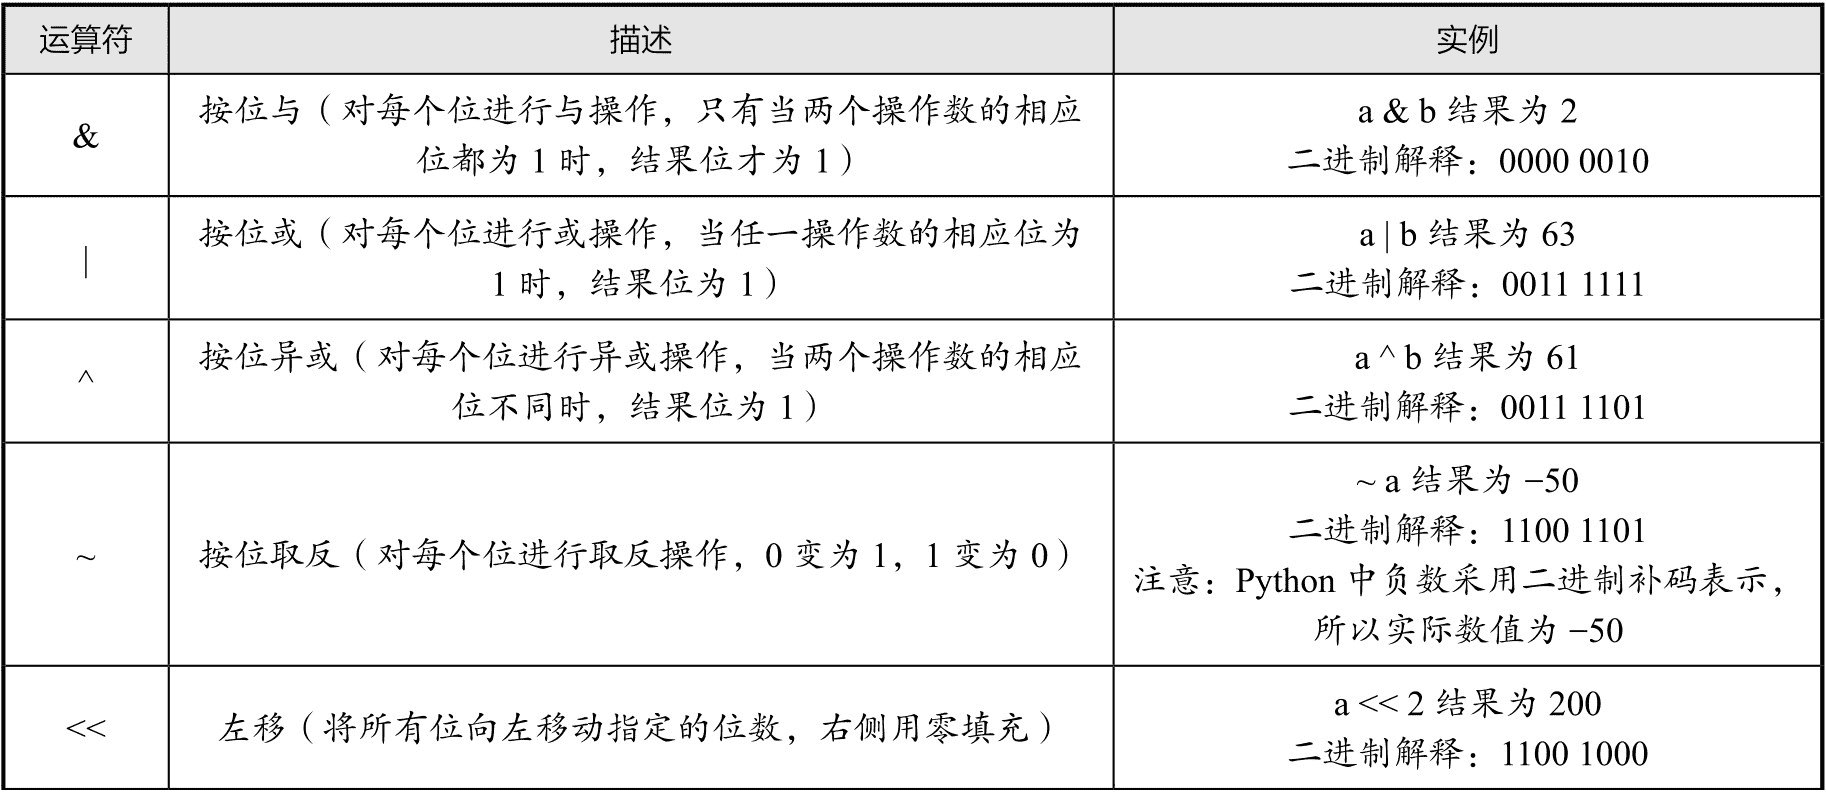 运算符 描述 实例
& 按位与（对每个位进行与操作，只有当两个操作数的相应 a & b 结果为 2
位都为 1 时，结果位才为 1） 二进制解释：0000 0010
| 按位或（对每个位进行或操作，当任一操作数的相应位为 a | b 结果为 63
1 时，结果位为 1） 二进制解释：0011 1111
^ 按位异或（对每个位进行异或操作，当两个操作数的相应 a ^ b 结果为 61
位不同时，结果位为 1） 二进制解释：0011 1101
~ 按位取反（对每个位进行取反操作，0 变为 1，1 变为 0） ~ a 结果为 −50
二进制解释：1100 1101
注意：Python 中负数采用二进制补码表示，
所以实际数值为 −50
<< 左移（将所有位向左移动指定的位数，右侧用零填充） a << 2 结果为 200
二进制解释：1100 1000